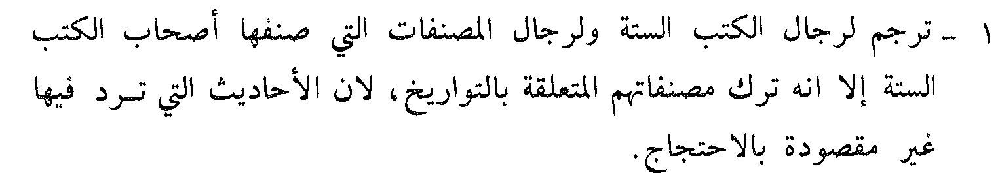 ١ - ترجم لرجال الكتب الستة ولرجال المصنفات التي صنفها أصحاب الكتب
الستة إلا انه ترك مصنفاتهم المتعلقة بالتواريخ، لان الأحاديث التي تــرد فيها
غير مقصودة بالاحتجاج.